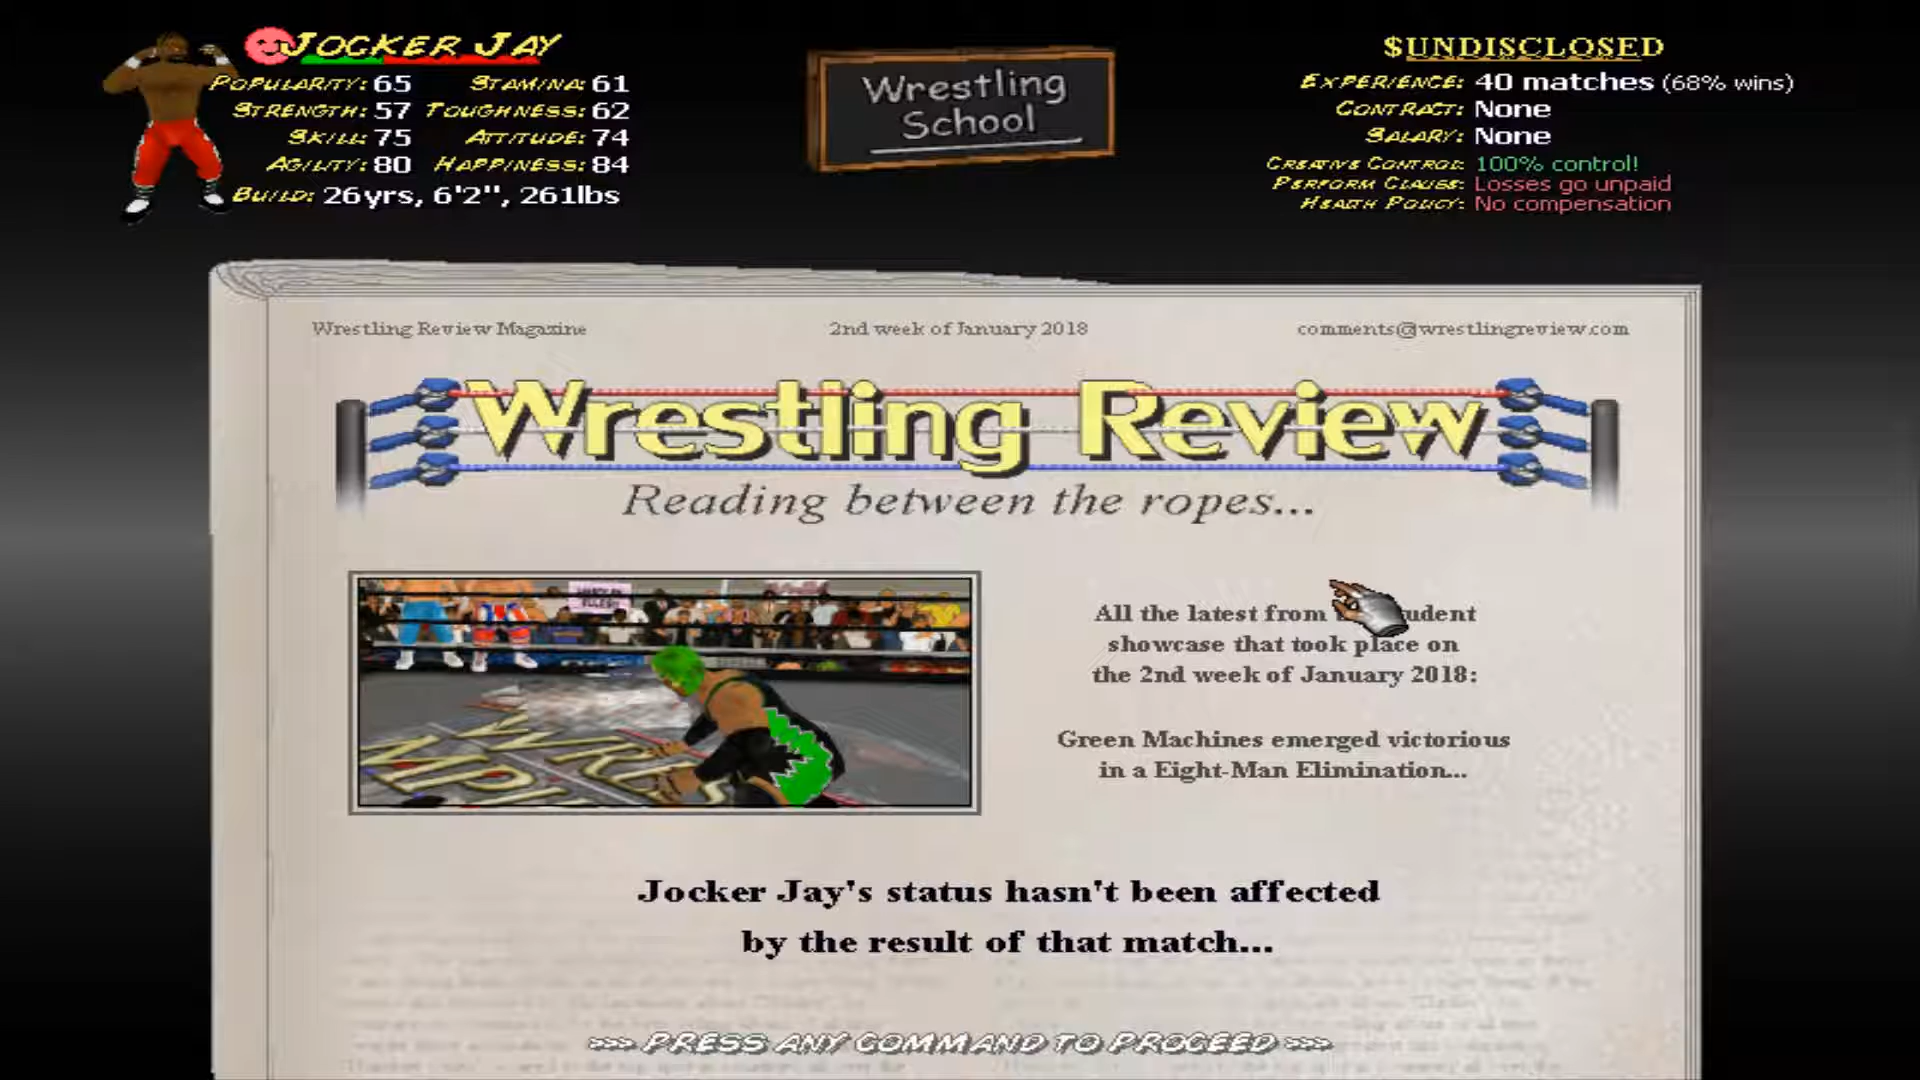 JOCKER JAY
POPULARITY: 65 STAMINA: 61
STRENGTH: 57 TOUGHNESS: 62
SKILL: 75 ATTITUDE: 74
AGILITY: 80 HAPPINESS: 84
BUILD: 26yrs, 6'2", 261lbs
Wrestling
School
$UNDISCLOSED
EXPERIENCE: 40 matches (68% wins)
CONTRACT: None
SALARY: None
CREATIVE CONTROL: 100% control!
PERFORM CLAUSE: Losses go unpaid
HEALTH POLICY: No compensation
Wrestling Review Magazine 2nd week of January 2018 comments@wrestlingreview.com
Wrestling Review
Reading between the ropes...
All the latest from udent
showcase that took place on
the 2nd week of January 2018:
Green Machines emerged victorious
in a Eight-Man Elimination...
Jocker Jay's status hasn't been affected
by the result of that match...
>>> PRESS ANY COMMAND TO PROCEED >>>